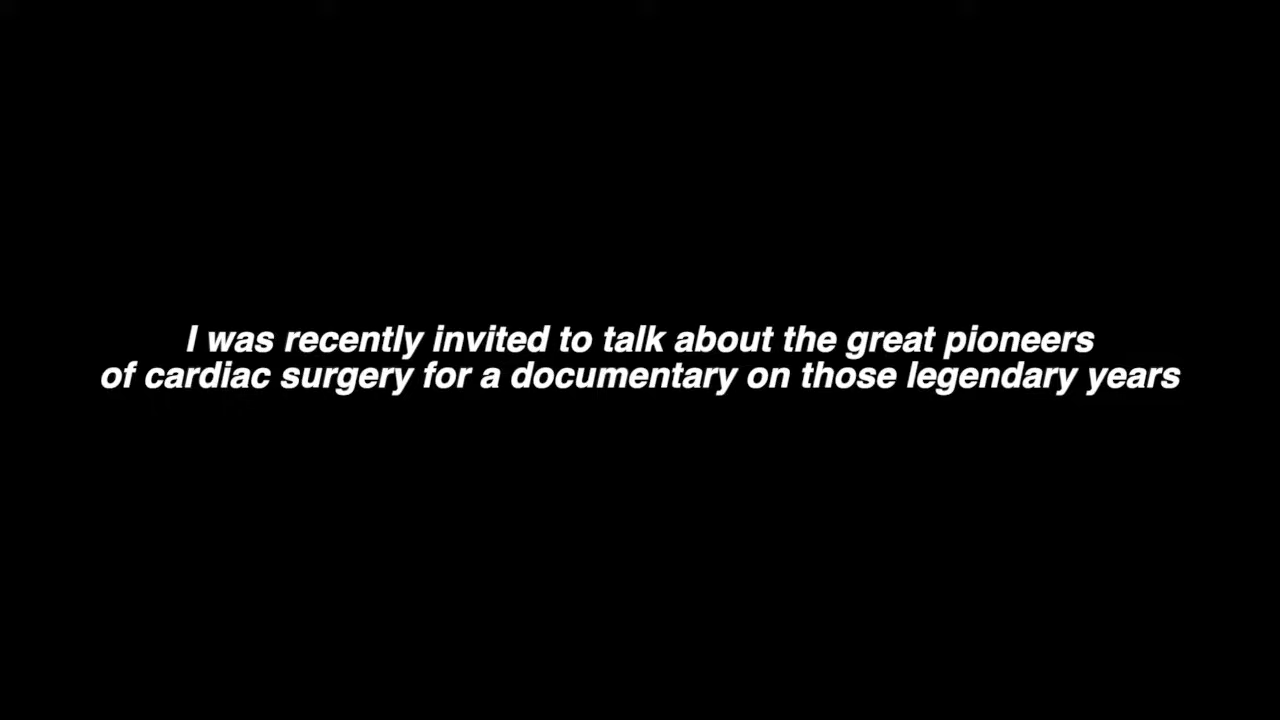 I was recently invited to talk about the great pioneers
of cardiac surgery for a documentary on those legendary years